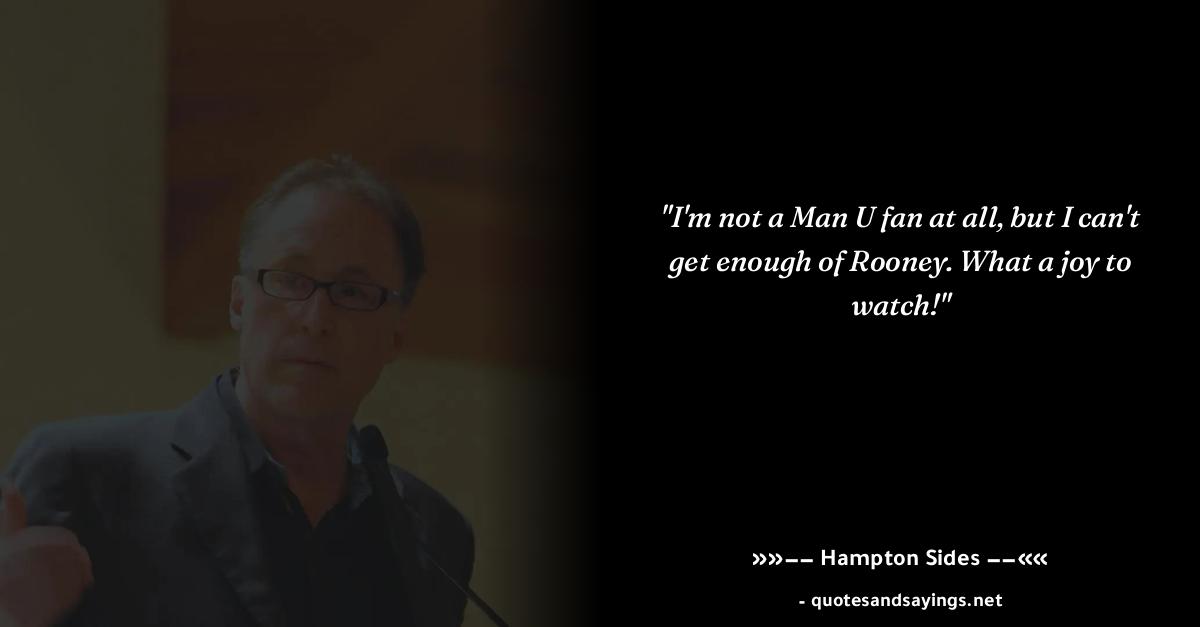 "I'm not a Man U fan at all, but I can't
get enough of Rooney. What a joy to
watch!"
»»−− Hampton Sides −−««
- quotesandsayings.net